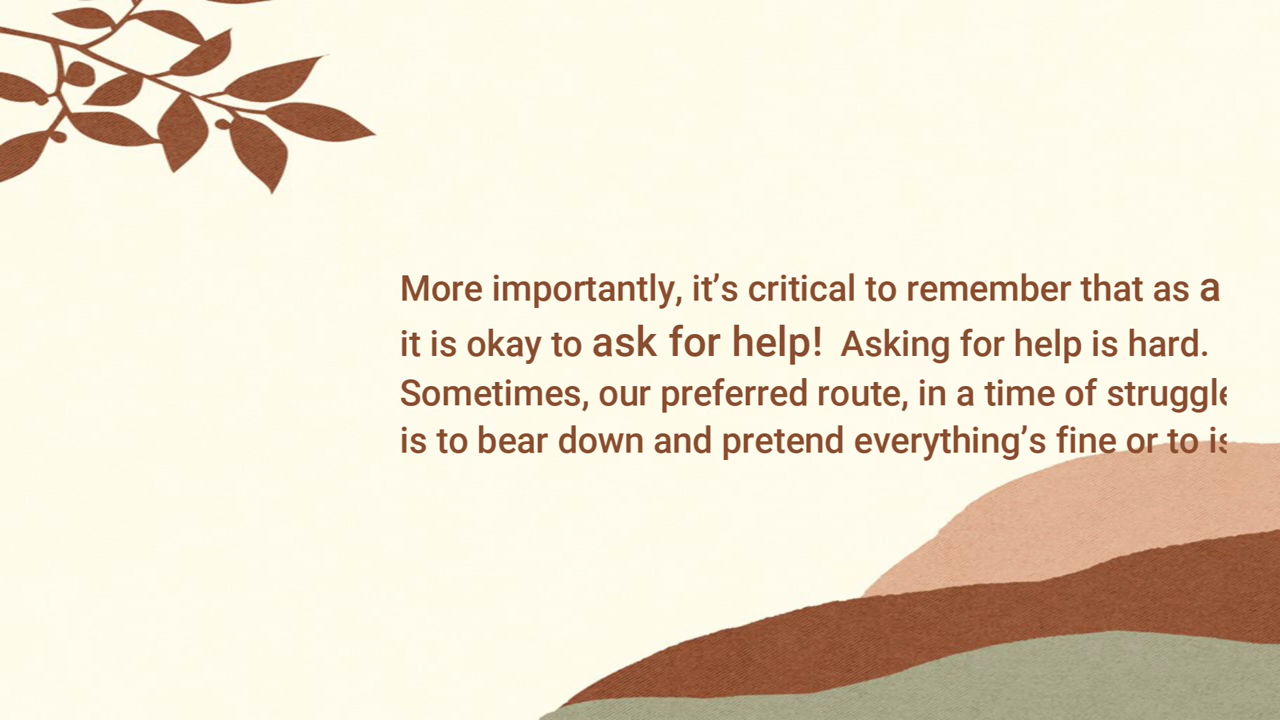 More importantly, it’s critical to remember that as a
it is okay to ask for help! Asking for help is hard.
Sometimes, our preferred route, in a time of struggle
is to bear down and pretend everything’s fine or to